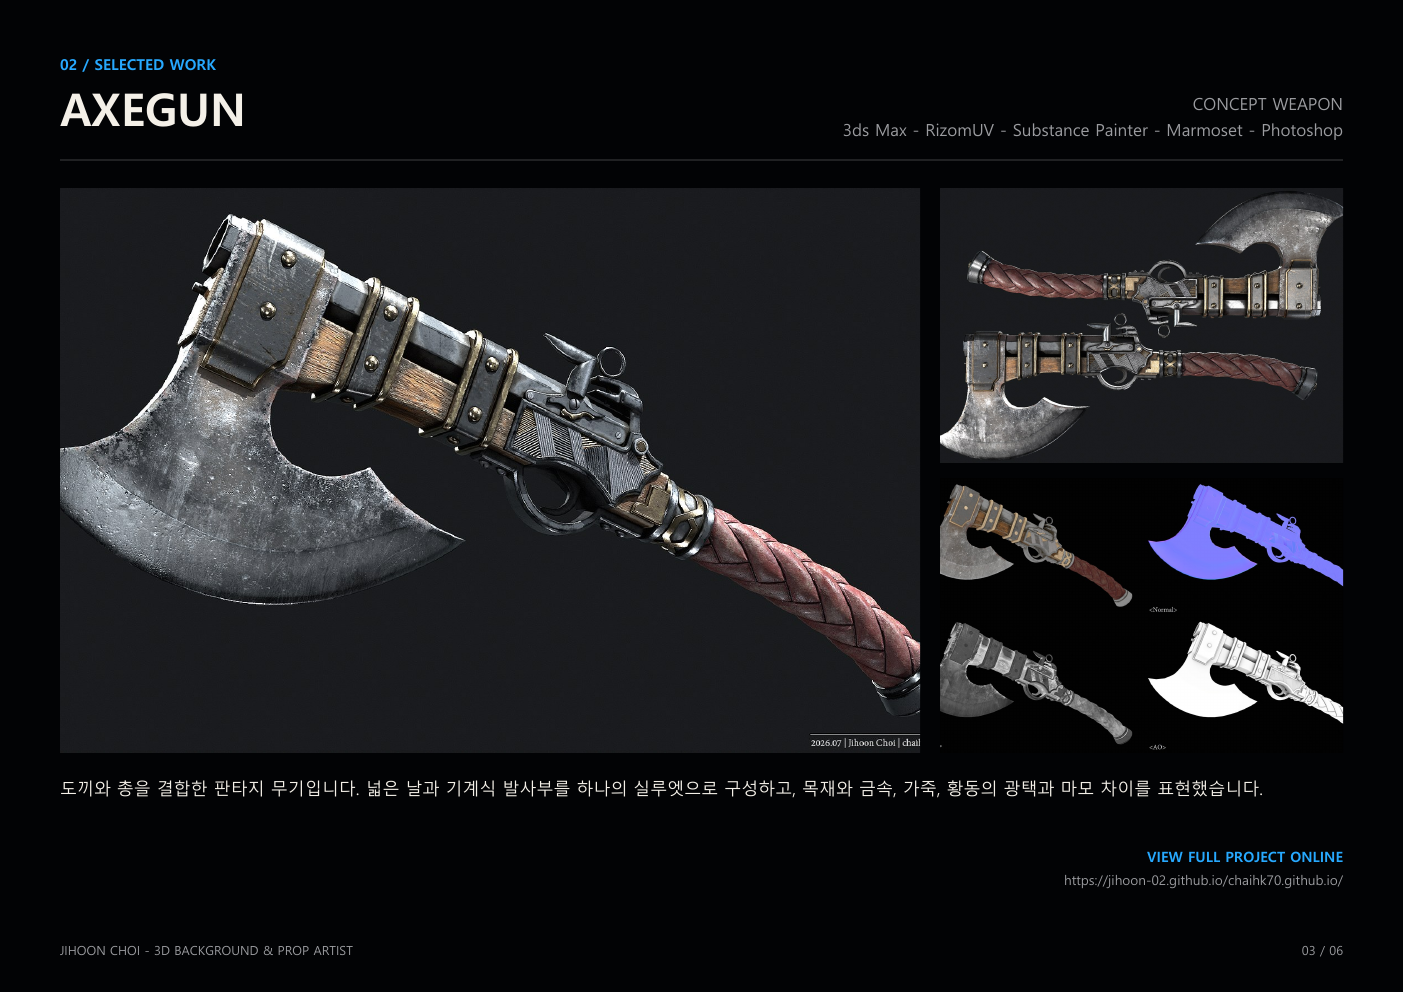 02 / SELECTED WORK
AXEGUN
CONCEPT WEAPON
3ds Max - RizomUV - Substance Painter - Marmoset - Photoshop
2026.07 | Jihoon Choi | chail
<Normal>
<AO>
도끼와 총을 결합한 판타지 무기입니다. 넓은 날과 기계식 발사부를 하나의 실루엣으로 구성하고, 목재와 금속, 가죽, 황동의 광택과 마모 차이를 표현했습니다.
VIEW FULL PROJECT ONLINE
https://jihoon-02.github.io/chaihk70.github.io/
JIHOON CHOI - 3D BACKGROUND & PROP ARTIST
03 / 06